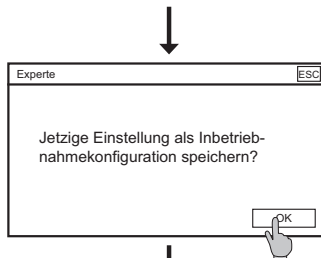 Experte
ESC
Jetzige Einstellung als Inbetrieb-
nahmekonfiguration speichern?
OK